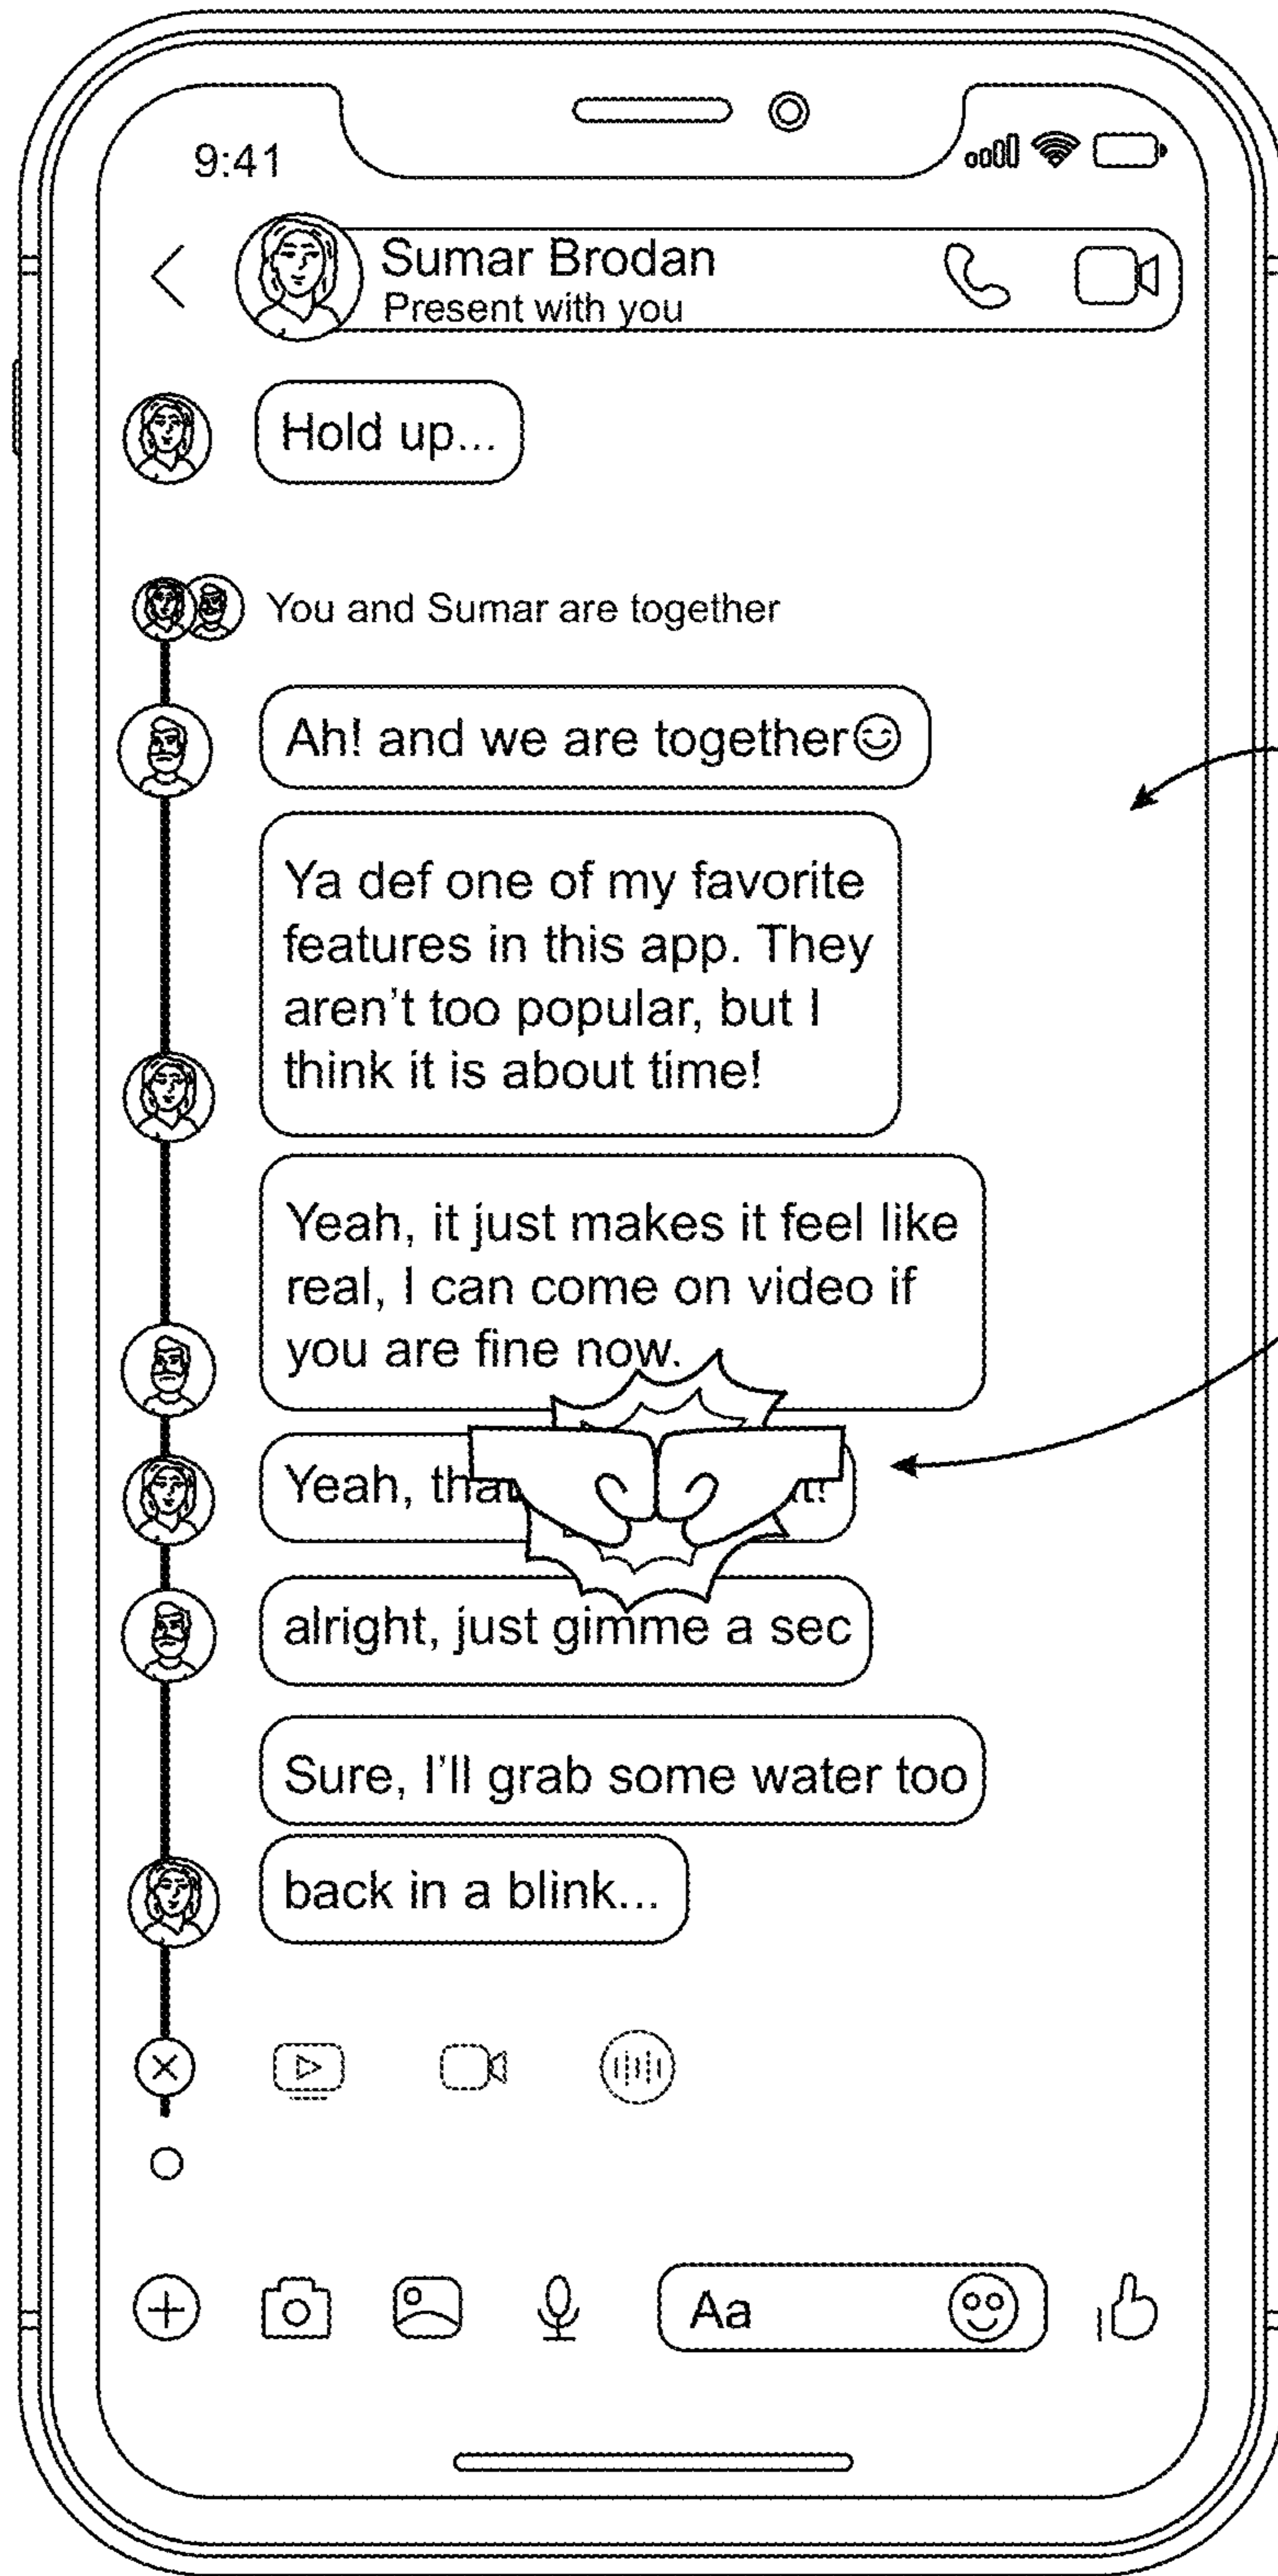 9:41
Sumar Brodan
Present with you
Hold up...
You and Sumar are together
Ah! and we are together
Ya def one of my favorite
features in this app. They
aren't too popular, but I
think it is about time!
Yeah, it just makes it feel like
real, I can come on video if
you are fine now.
Yeah,
alright, just gimme a sec
Sure, I'll grab some water too
back in a blink...
Aa